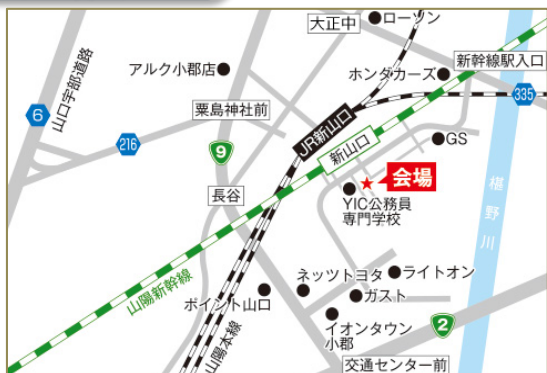 大正中
ローソン
新幹線駅入口
アルク小郡店
ホンダカーズ
335
山口宇部道路
6
粟島神社前
216
JR新山口
9
新山口
GS
会場
長谷
YIC公務員
専門学校
椹野川
山陽新幹線
ネッツトヨタ
ライトオン
ポイント山口
ガスト
イオンタウン
小郡
2
山陽本線
交通センター前